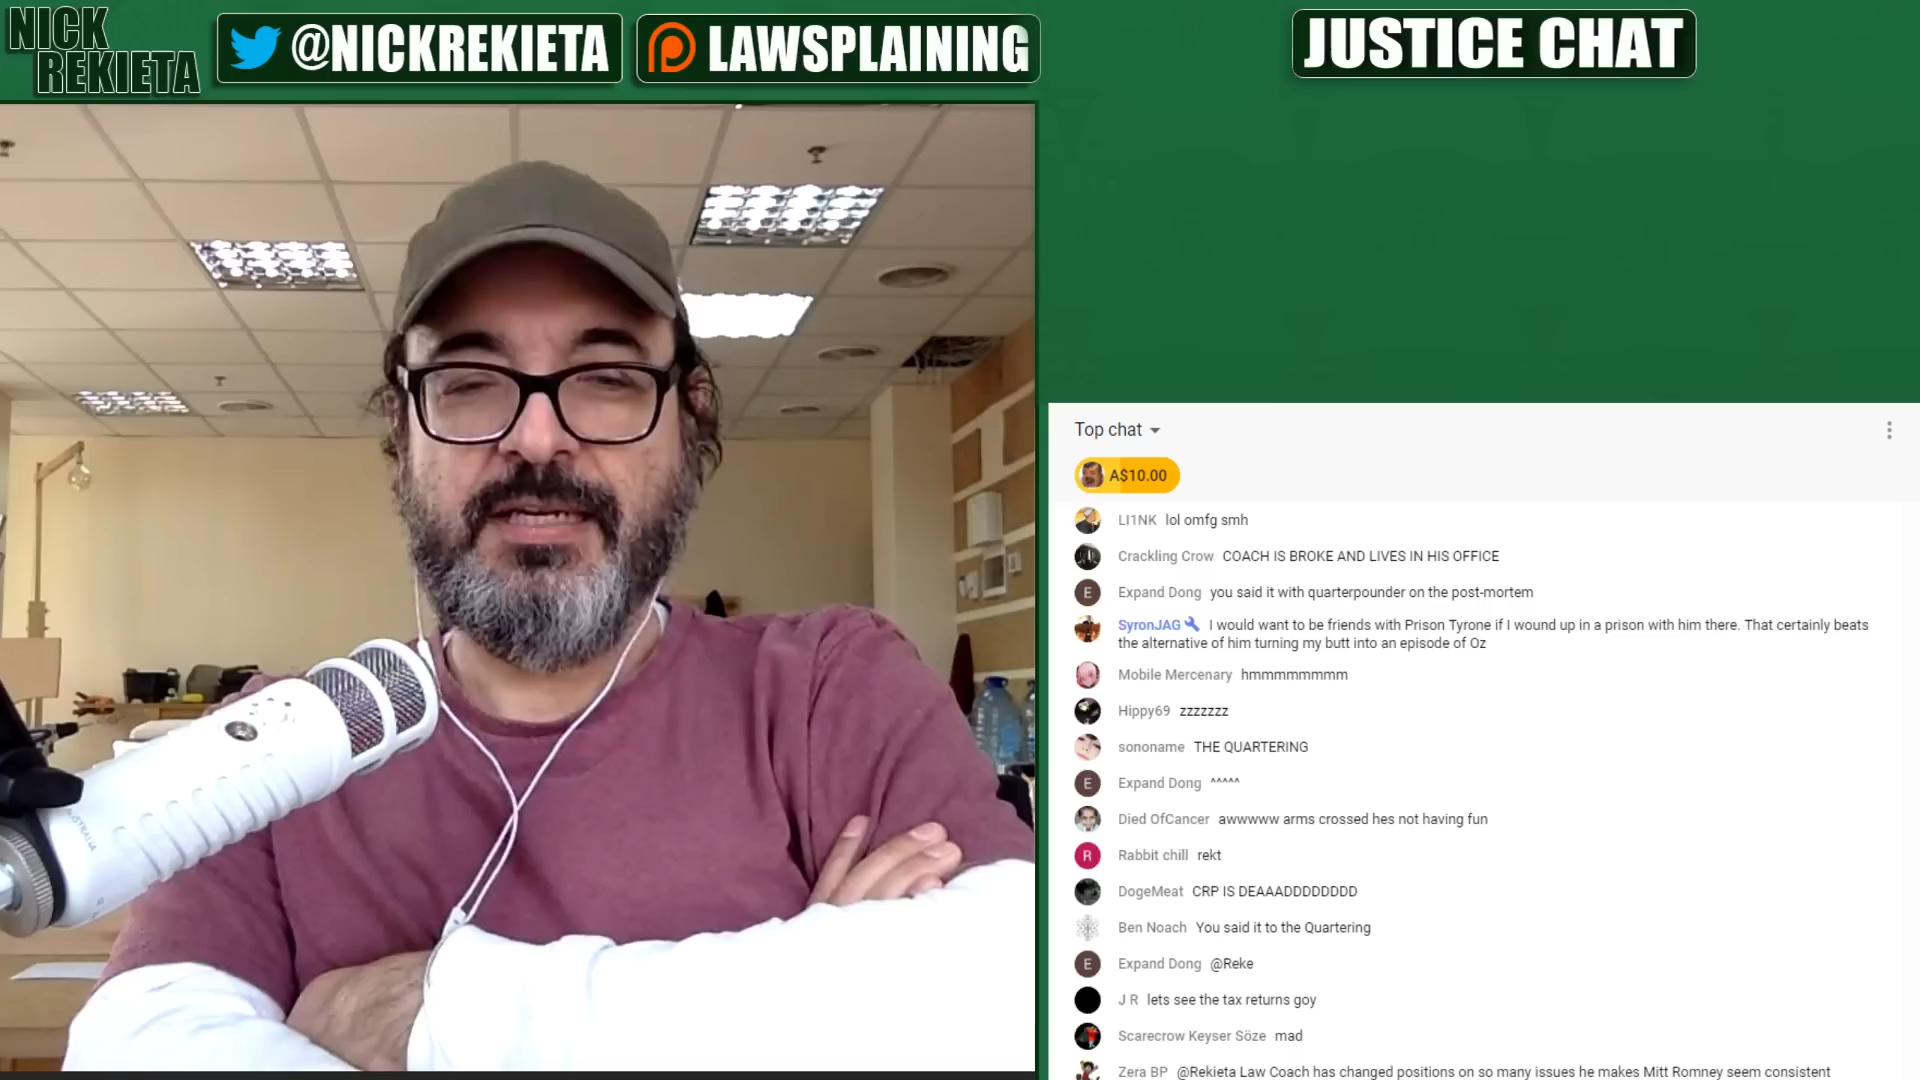 NICK
REKIETA
@NICKREKIETA
LAWSPLAINING
JUSTICE CHAT
Top chat
A$10.00
LI1NK lol omfg smh
Crackling Crow COACH IS BROKE AND LIVES IN HIS OFFICE
E Expand Dong you said it with quarterpounder on the post-mortem
SyronJAG I would want to be friends with Prison Tyrone if I wound up in a prison with him there. That certainly beats
the alternative of him turning my butt into an episode of Oz
Mobile Mercenary hmmmmmmmm
Hippy69 zzzzzzz
sononame THE QUARTERING
E Expand Dong ^^^^^
Died OfCancer awwwww arms crossed hes not having fun
R Rabbit chill rekt
DogeMeat CRP IS DEAAADDDDDDDD
Ben Noach You said it to the Quartering
E Expand Dong @Reke
J R lets see the tax returns goy
Scarecrow Keyser Söze mad
Zera BP @Rekieta Law Coach has changed positions on so many issues he makes Mitt Romney seem consistent